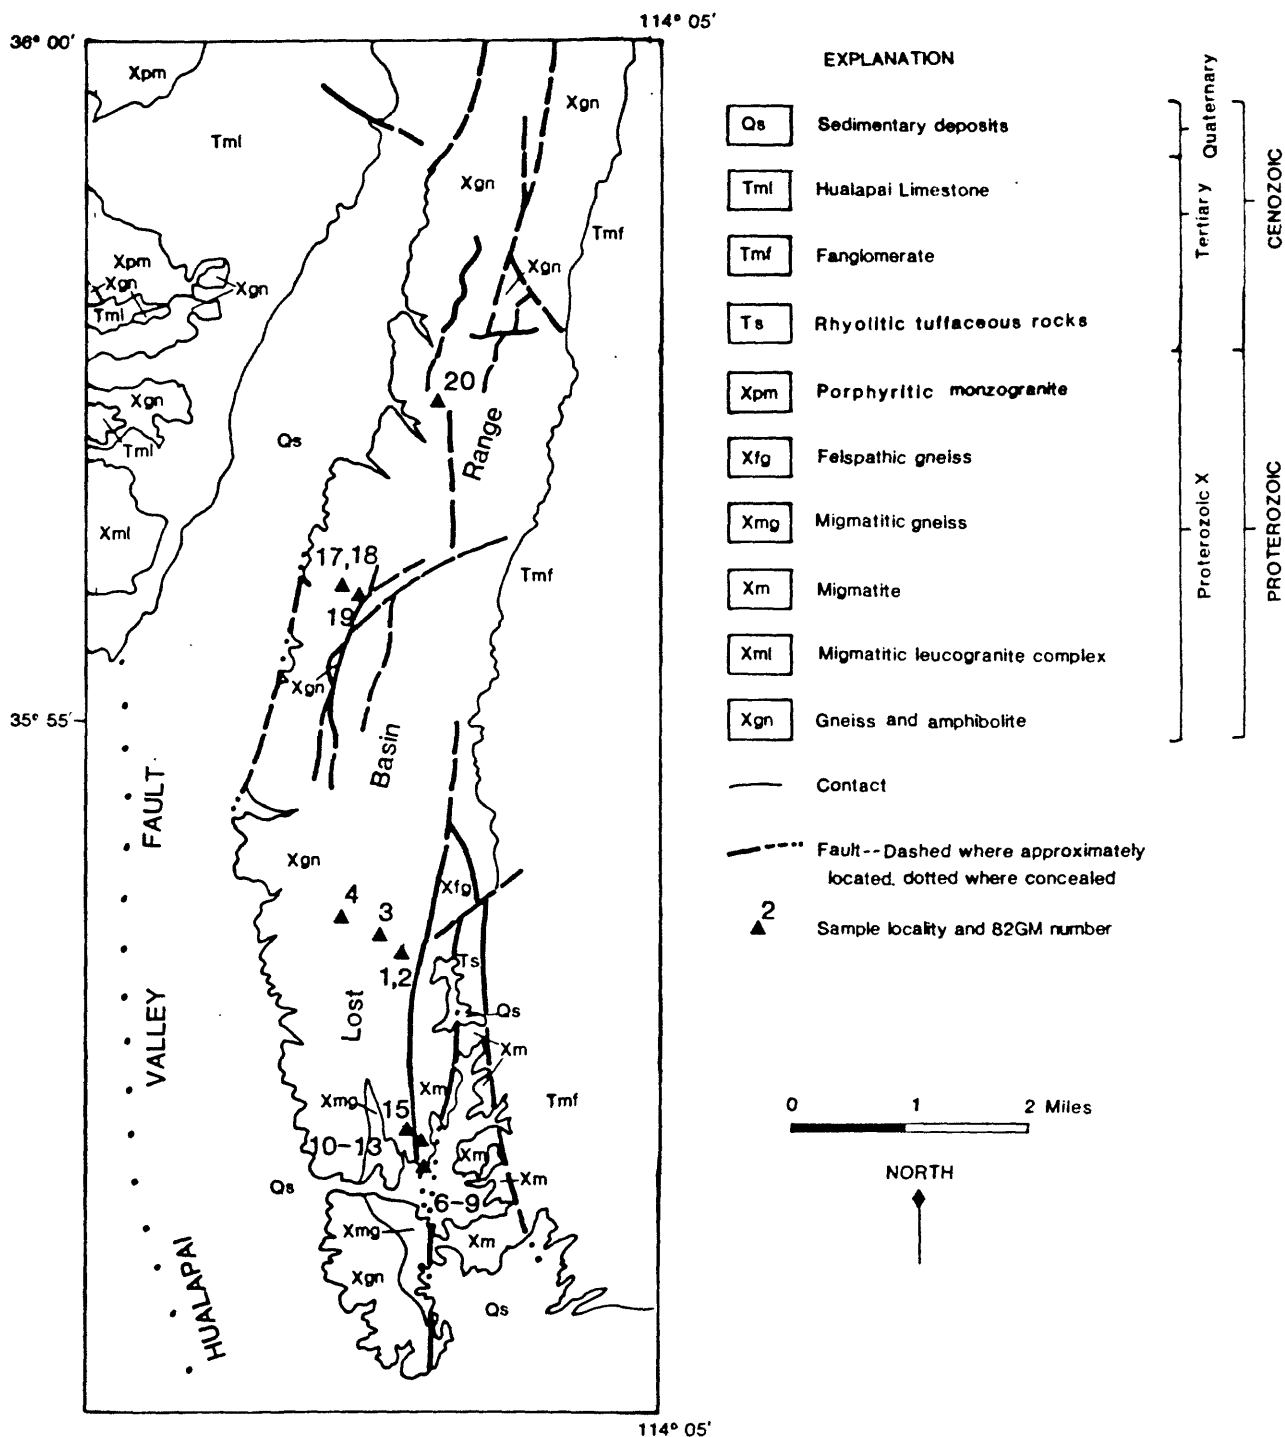 114° 05′
36° 00′
Xpm
Tml
Xgn
Xgn
Tmf
Xpm
Xgn
Xgn
Xgn
Tml
20
Xgn
Range
Qs
Tml
Xml
17,18
Tmf
19
Xgn
35° 55′
Basin
FAULT
Xgn
Xfg
4
3
1,2
Ts
Lost
Qs
VALLEY
Xm
Xm
Xmg
15
Tmf
10-13
Xm
Xm
Qs
6-9
Xmg
Xm
Xgn
HUALAPAI
Qs
114° 05′
EXPLANATION
Qs Sedimentary deposits
Tml Hualapai Limestone
Tmf Fanglomerate
Ts Rhyolitic tuffaceous rocks
Xpm Porphyritic monzogranite
Xfg Felspathic gneiss
Xmg Migmatitic gneiss
Xm Migmatite
Xml Migmatitic leucogranite complex
Xgn Gneiss and amphibolite
Quaternary
Tertiary
CENOZOIC
Proterozoic X
PROTEROZOIC
Contact
Fault--Dashed where approximately
located. dotted where concealed
2
Sample locality and 82GM number
0 1 2 Miles
NORTH